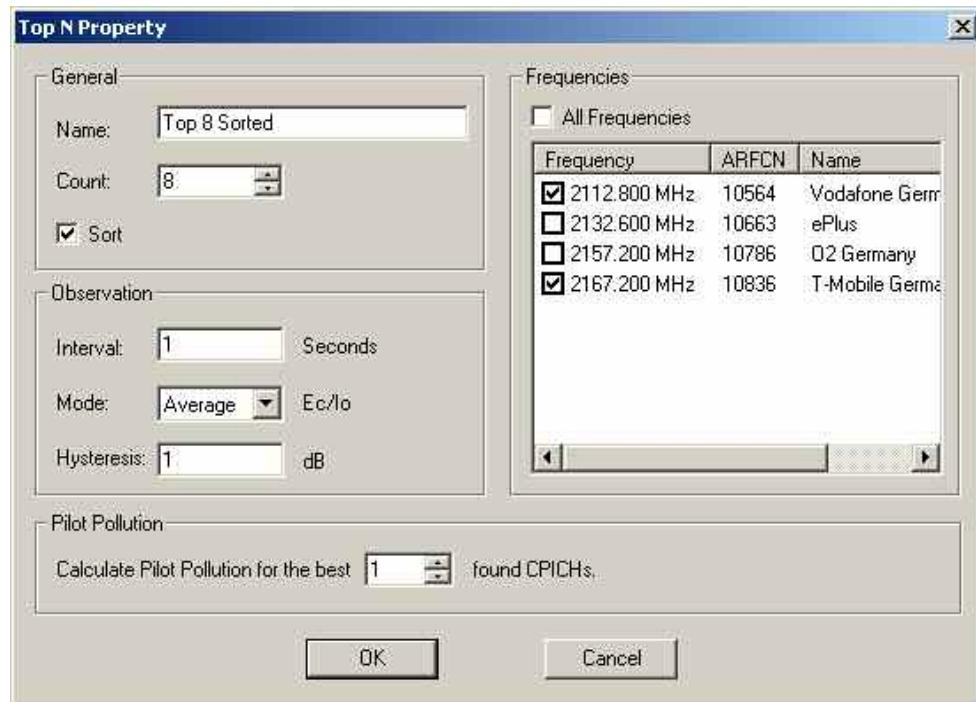 Top N Property
General
Name: Top 8 Sorted
Count: 8
Sort
Observation
Interval: 1 Seconds
Mode: Average Ec/Io
Hysteresis: 1 dB
Frequencies
All Frequencies
Frequency ARFCN Name
2112.800 MHz 10564 Vodafone Germ
2132.600 MHz 10663 ePlus
2157.200 MHz 10786 O2 Germany
2167.200 MHz 10836 T-Mobile Germa
Pilot Pollution
Calculate Pilot Pollution for the best 1 found CPICHs.
OK Cancel